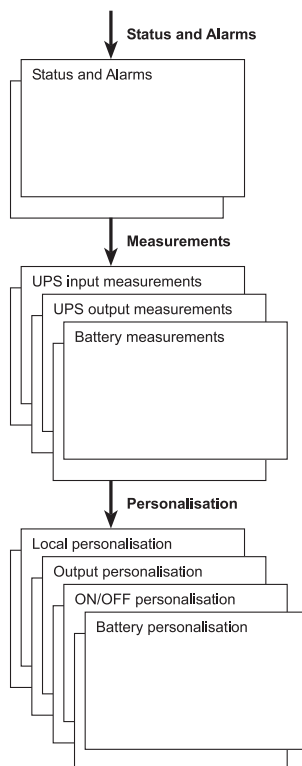 Status and Alarms
Status and Alarms
Measurements
UPS input measurements
UPS output measurements
Battery measurements
Personalisation
Local personalisation
Output personalisation
ON/OFF personalisation
Battery personalisation